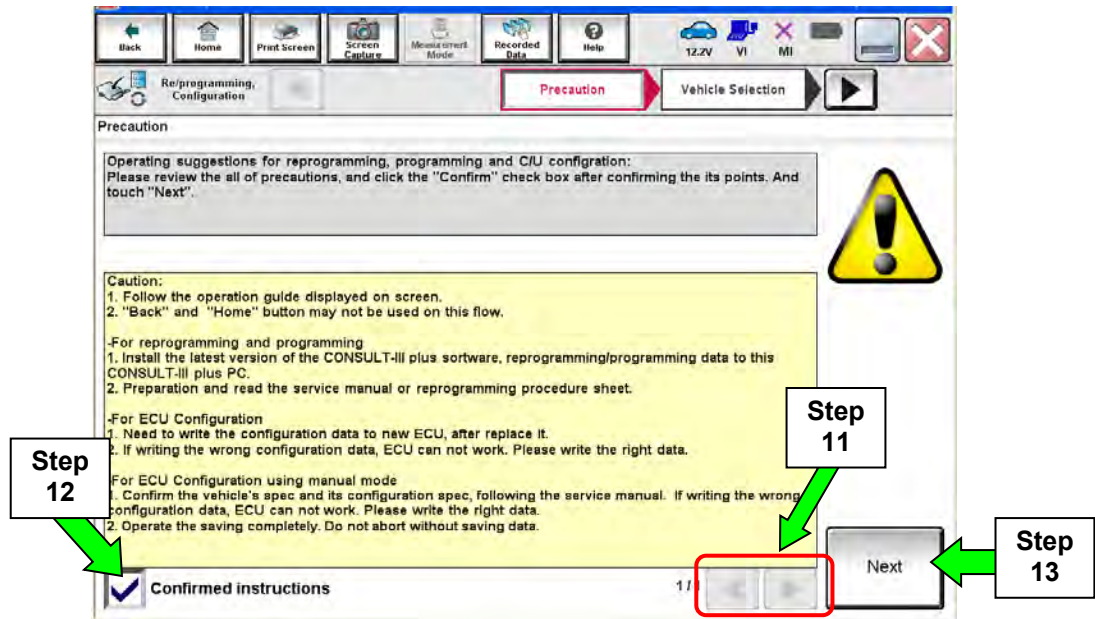 Back
Home
Print Screen
Screen
Capture
Measurement
Mode
Recorded
Data
Help
12.2V
VI
MI
Re/programming,
Configuration
Precaution
Vehicle Selection
Precaution
Operating suggestions for reprogramming, programming and C/U configration:
Please review the all of precautions, and click the "Confirm" check box after confirming the its points. And
touch "Next".
Caution:
1. Follow the operation guide displayed on screen.
2. "Back" and "Home" button may not be used on this flow.
-For reprogramming and programming
1. Install the latest version of the CONSULT-III plus sortware, reprogramming/programming data to this
CONSULT-III plus PC.
2. Preparation and read the service manual or reprogramming procedure sheet.
-For ECU Configuration
1. Need to write the configuration data to new ECU, after replace it.
2. If writing the wrong configuration data, ECU can not work. Please write the right data.
-For ECU Configuration using manual mode
1. Confirm the vehicle's spec and its configuration spec, following the service manual. If writing the wrong
configuration data, ECU can not work. Please write the right data.
2. Operate the saving completely. Do not abort without saving data.
Step
11
Step
12
Confirmed instructions
1/
Next
Step
13